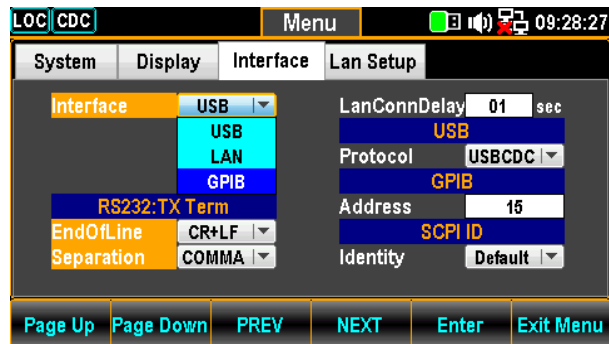 LOC CDC Menu 09:28:27
System Display Interface Lan Setup
Interface USB LanConnDelay 01 sec
USB USB
LAN Protocol USBCDC
GPIB GPIB
RS232:TX Term Address 15
EndOfLine CR+LF SCPI ID
Separation COMMA Identity Default
Page Up Page Down PREV NEXT Enter Exit Menu